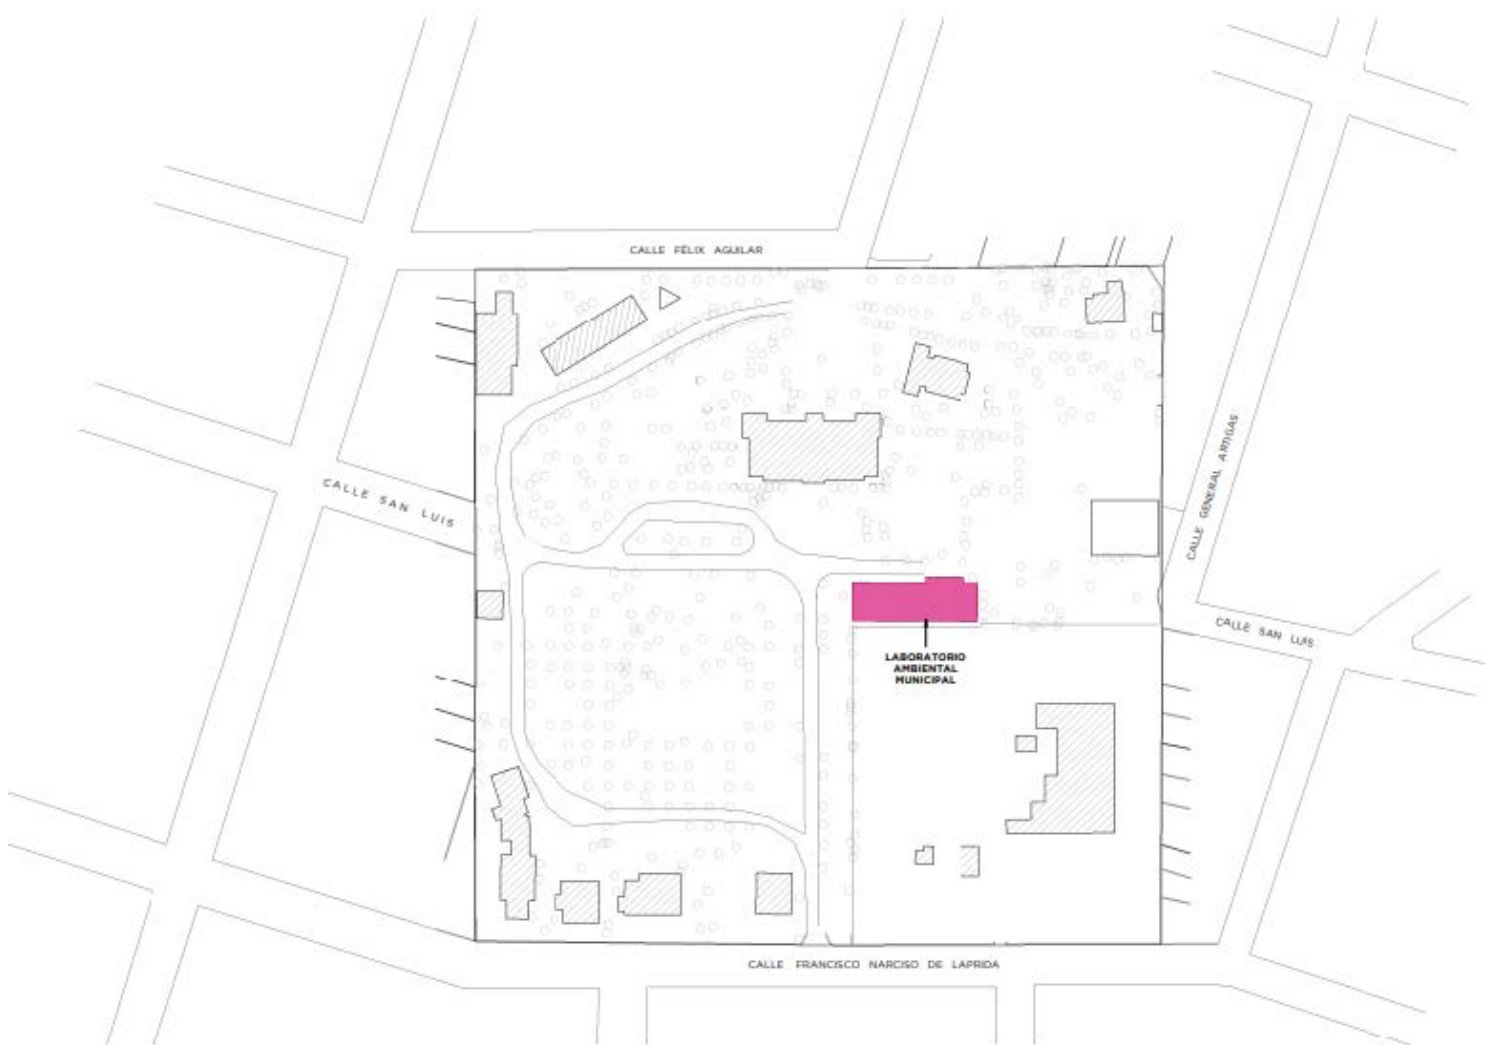 CALLE FÉLIX AGUILAR
CALLE SAN LUIS
CALLE GENERAL ARTIGAS
CALLE SAN LUIS
LABORATORIO
AMBIENTAL
MUNICIPAL
CALLE FRANCISCO NARCISO DE LAPRIDA